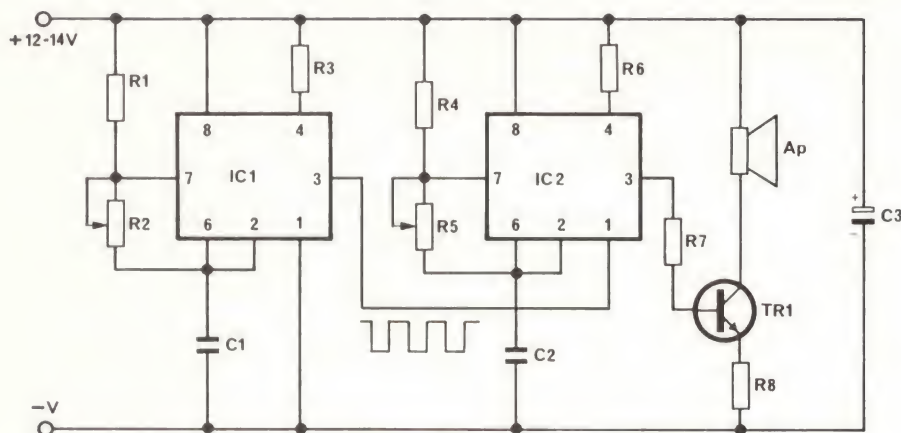 +12-14V
R1
R3
R4
R6
8
4
8
4
Ap
7
IC1
3
7
IC2
3
+
C3
R2
6
2
1
R5
6
2
1
R7
–
TR1
C1
C2
R8
–V